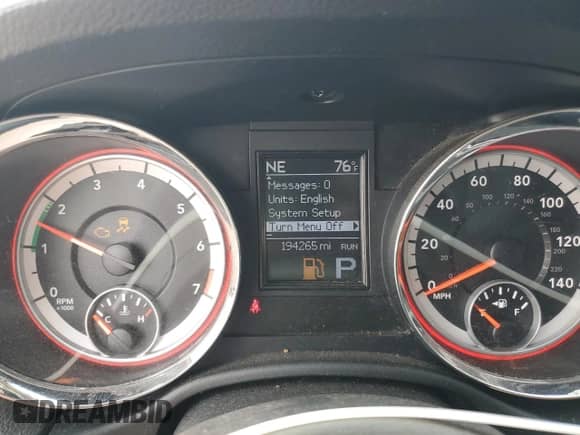 NE 76°F
Messages: 0
Units: English
System Setup
Turn Menu Off
194265 mi RUN
P
0 1 2 3 4 5 6 7
RPM
x1000
C H
0 20 40 60 80 100 120 140
MPH
F
DREAMBID